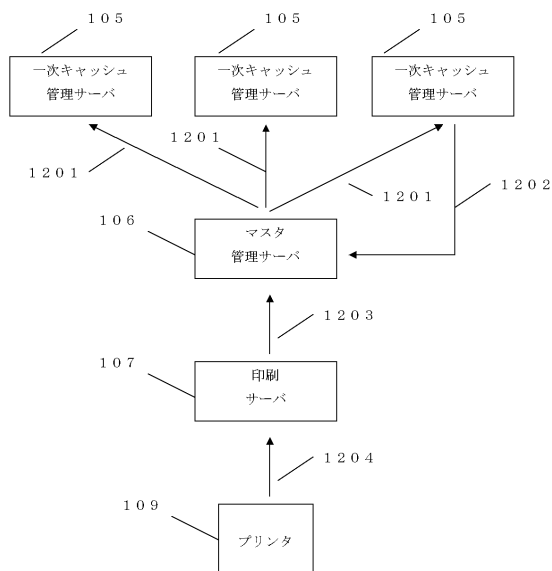 １０５
１０５
１０５
一次キャッシュ
管理サーバ
一次キャッシュ
管理サーバ
一次キャッシュ
管理サーバ
１２０１
１２０１
１２０１
１２０２
１０６
マスタ
管理サーバ
１２０３
１０７
印刷
サーバ
１２０４
１０９
プリンタ